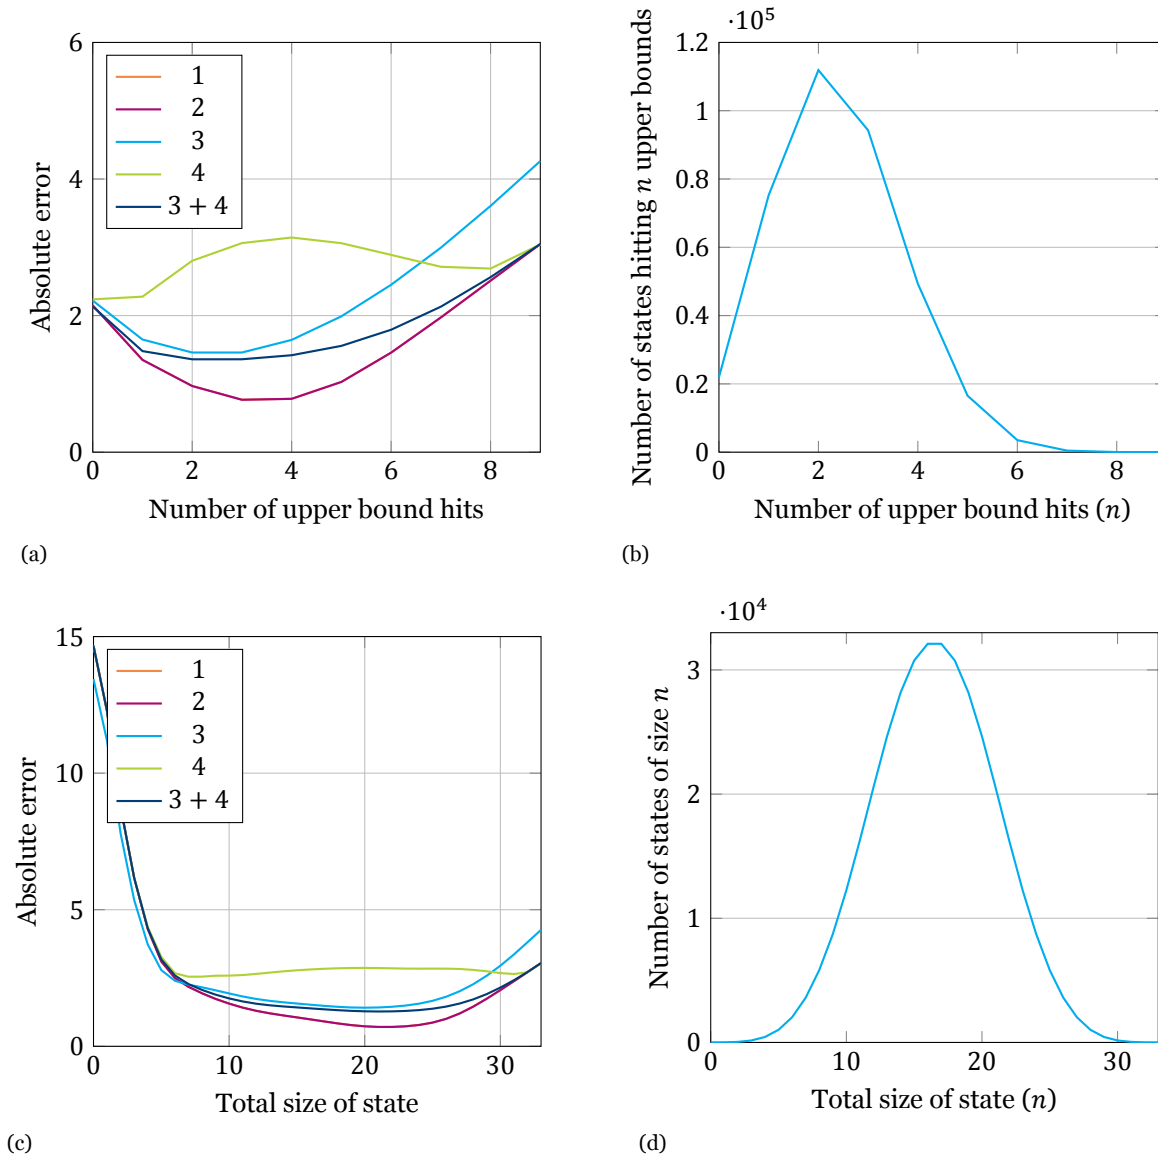 6
4
2
0
0 2 4 6 8
Absolute error
Number of upper bound hits
1
2
3
4
3 + 4
(a)
·10⁵
1.2
1
0.8
0.6
0.4
0.2
0
0 2 4 6 8
Number of states hitting n upper bounds
Number of upper bound hits (n)
(b)
15
10
5
0
0 10 20 30
Absolute error
Total size of state
1
2
3
4
3 + 4
(c)
·10⁴
3
2
1
0
0 10 20 30
Number of states of size n
Total size of state (n)
(d)